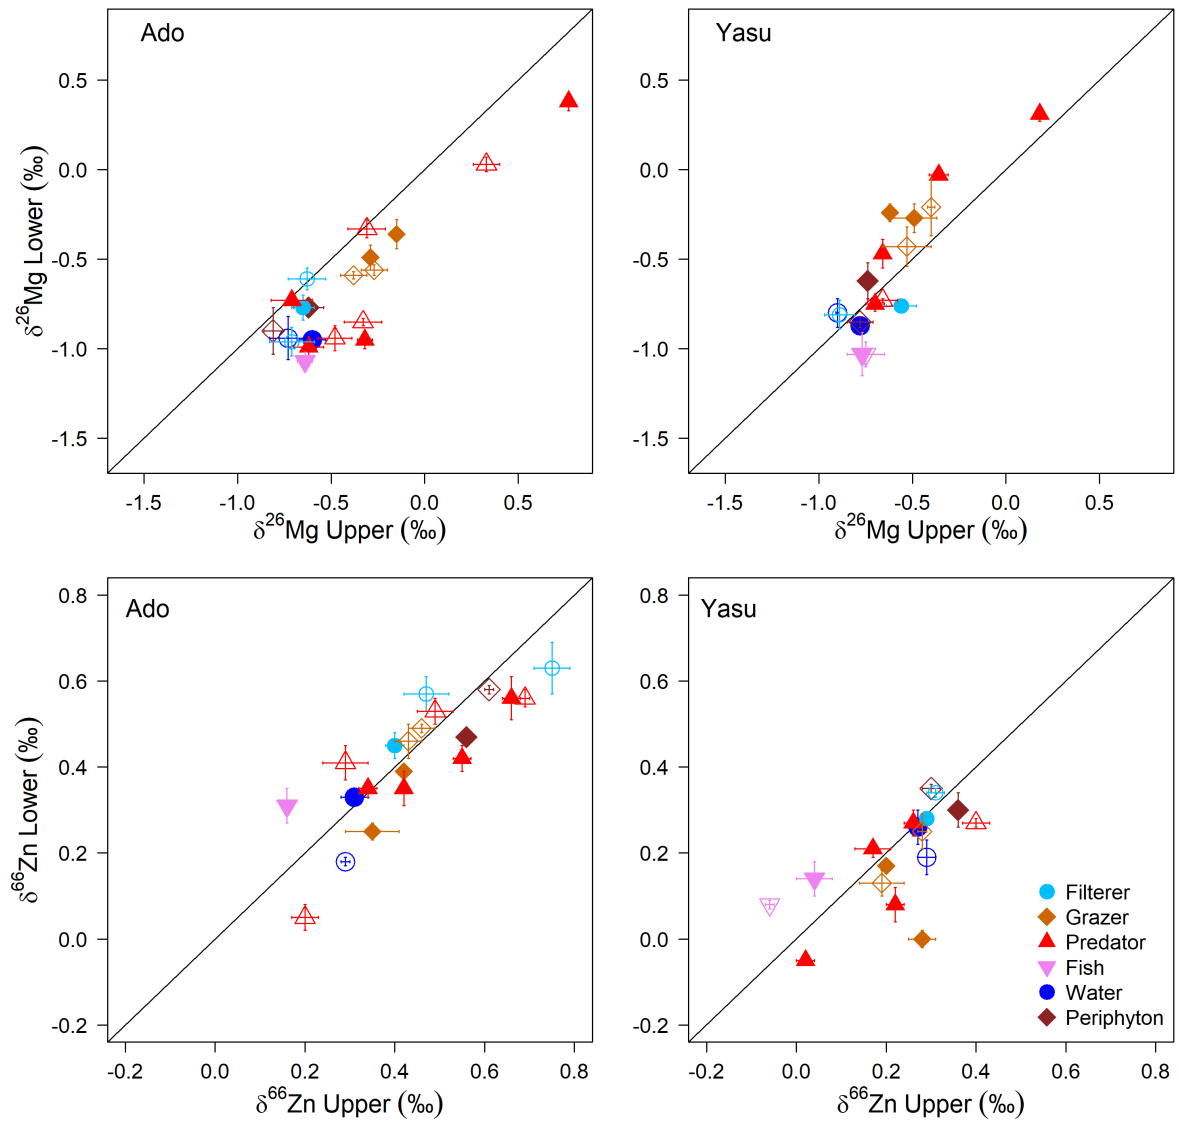 Ado
0.5
0.0
-0.5
-1.0
-1.5
δ26Mg Lower (‰)
-1.5 -1.0 -0.5 0.0 0.5
δ26Mg Upper (‰)
Yasu
0.5
0.0
-0.5
-1.0
-1.5
-1.5 -1.0 -0.5 0.0 0.5
δ26Mg Upper (‰)
Ado
0.8
0.6
0.4
0.2
0.0
-0.2
δ66Zn Lower (‰)
-0.2 0.0 0.2 0.4 0.6 0.8
δ66Zn Upper (‰)
Yasu
0.8
0.6
0.4
0.2
0.0
-0.2
Filterer
Grazer
Predator
Fish
Water
Periphyton
-0.2 0.0 0.2 0.4 0.6 0.8
δ66Zn Upper (‰)